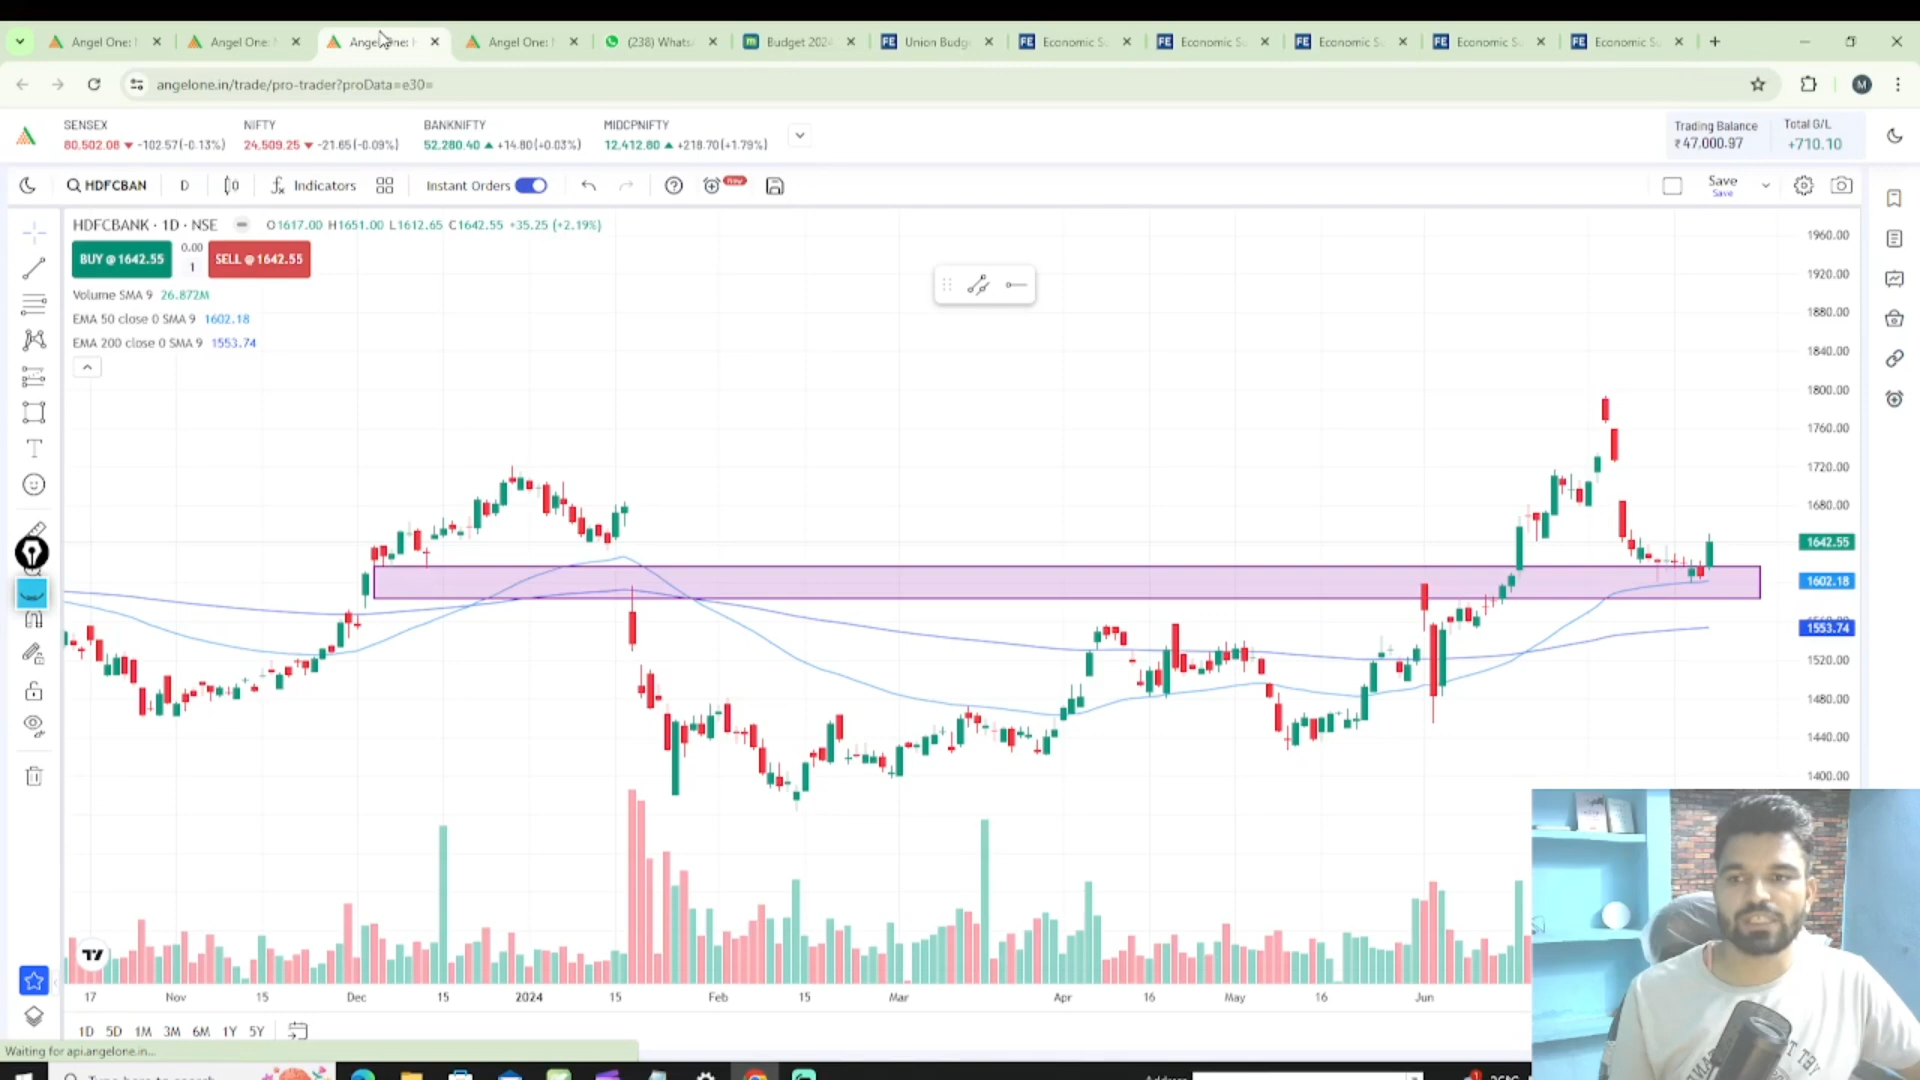 Angel One: Angel One: Angel One: Angel One: (238) Whats Budget 202 Union Budg Economic S Economic S Economic S Economic S Economic S
angelone.in/trade/pro-trader?proData=e30=
M
SENSEX NIFTY BANKNIFTY MIDCPNIFTY
80,502.08 ▼ -102.57(-0.13%) 24,509.25 ▼ -21.65(-0.09%) 52,280.40 ▲ +14.80(+0.03%) 12,412.80 ▲ +218.70(+1.79%)
Trading Balance Total G/L
₹47,000.97 +710.10
HDFCBAN D Indicators Instant Orders New Save
Save
HDFCBANK · 1D · NSE O1617.00 H1651.00 L1612.65 C1642.55 +35.25 (+2.19%)
BUY @ 1642.55 0.00 SELL @ 1642.55
1
Volume SMA 9 26.872M
EMA 50 close 0 SMA 9 1602.18
EMA 200 close 0 SMA 9 1553.74
1960.00
1920.00
1880.00
1840.00
1800.00
1760.00
1720.00
1680.00
1642.55
1602.18
1553.74
1520.00
1480.00
1440.00
1400.00
17 Nov 15 Dec 15 2024 15 Feb 15 Mar Apr 16 May 16 Jun
1D 5D 1M 3M 6M 1Y 5Y
Waiting for api.angelone.in...
Type here to search